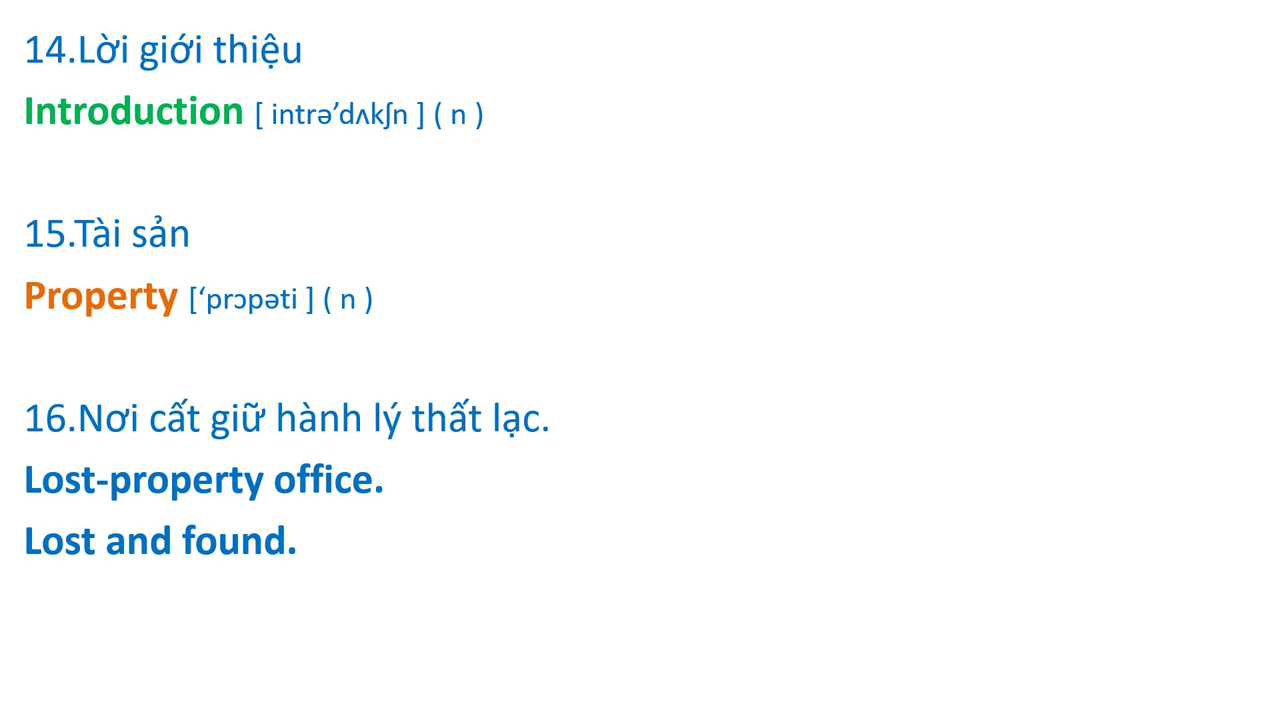 14.Lời giới thiệu
Introduction [ intrə’dʌkʃn ] ( n )
15.Tài sản
Property [‘prɔpəti ] ( n )
16.Nơi cất giữ hành lý thất lạc.
Lost-property office.
Lost and found.